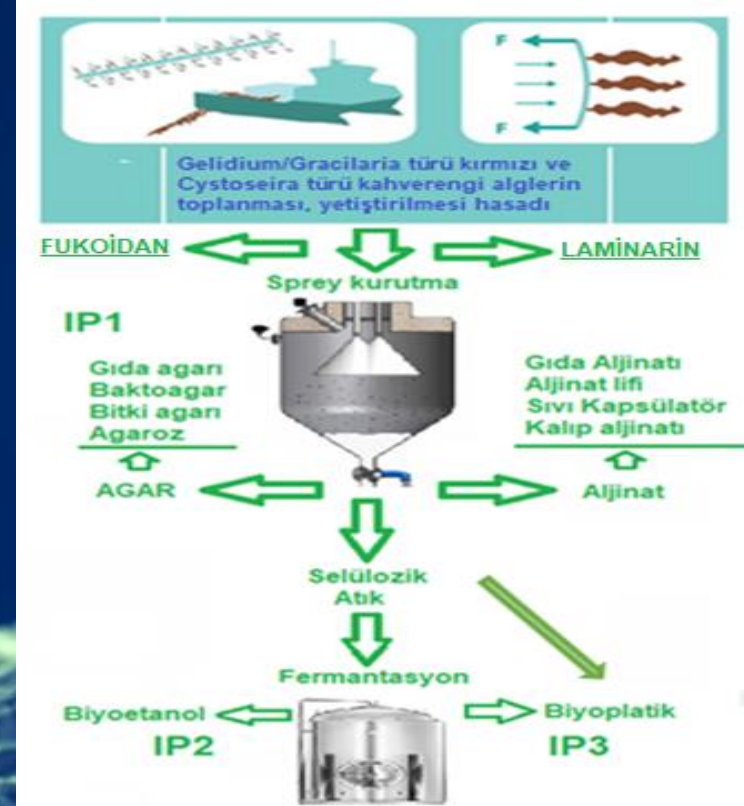 F
F
Gelidium/Gracilaria türü kırmızı ve
Cystoseira türü kahverengi alglerin
toplanması, yetiştirilmesi hasadı
FUKOİDAN
LAMİNARİN
Sprey kurutma
IP1
Gıda agarı
Baktoagar
Bitki agarı
Agaroz
Gıda Aljinatı
Aljinat lifi
Sıvı Kapsülatör
Kalıp aljinatı
AGAR
Aljinat
Selülozik
Atık
Fermantasyon
Biyoetanol
Biyoplatik
IP2
IP3